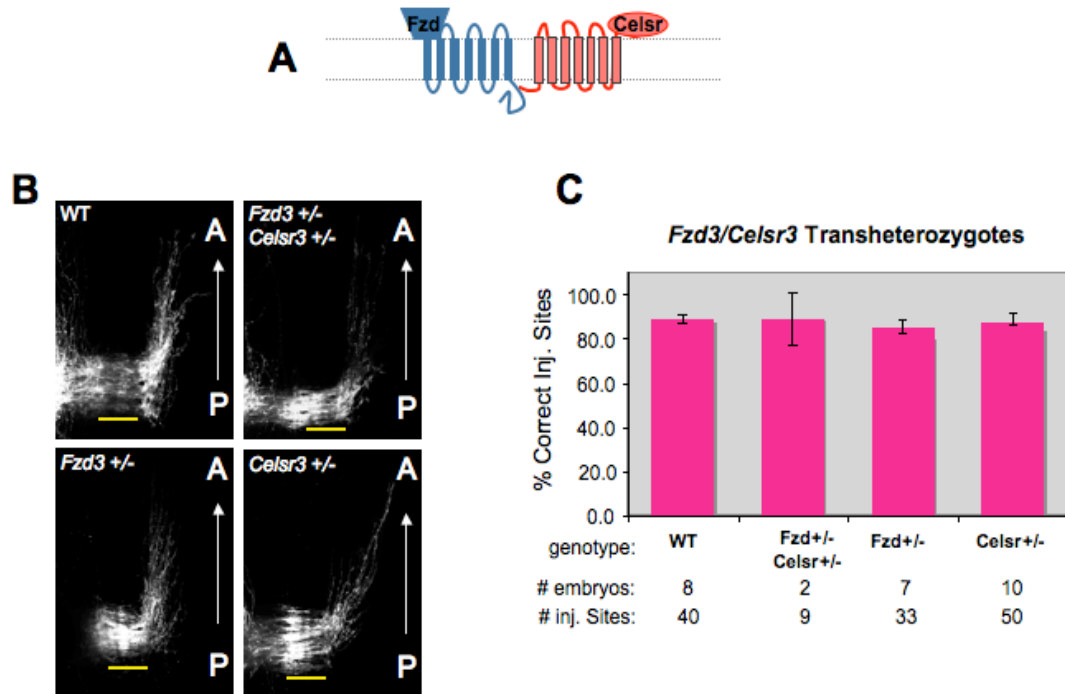 A
Fzd
Celsr
B
WT
A
P
Fzd3 +/-
Celsr3 +/-
A
P
Fzd3 +/-
A
P
Celsr3 +/-
A
P
C
Fzd3/Celsr3 Transheterozygotes
% Correct Inj. Sites
100.0
80.0
60.0
40.0
20.0
0.0
genotype: WT Fzd+/- Celsr+/- Fzd+/- Celsr+/-
# embryos: 8 2 7 10
# inj. Sites: 40 9 33 50